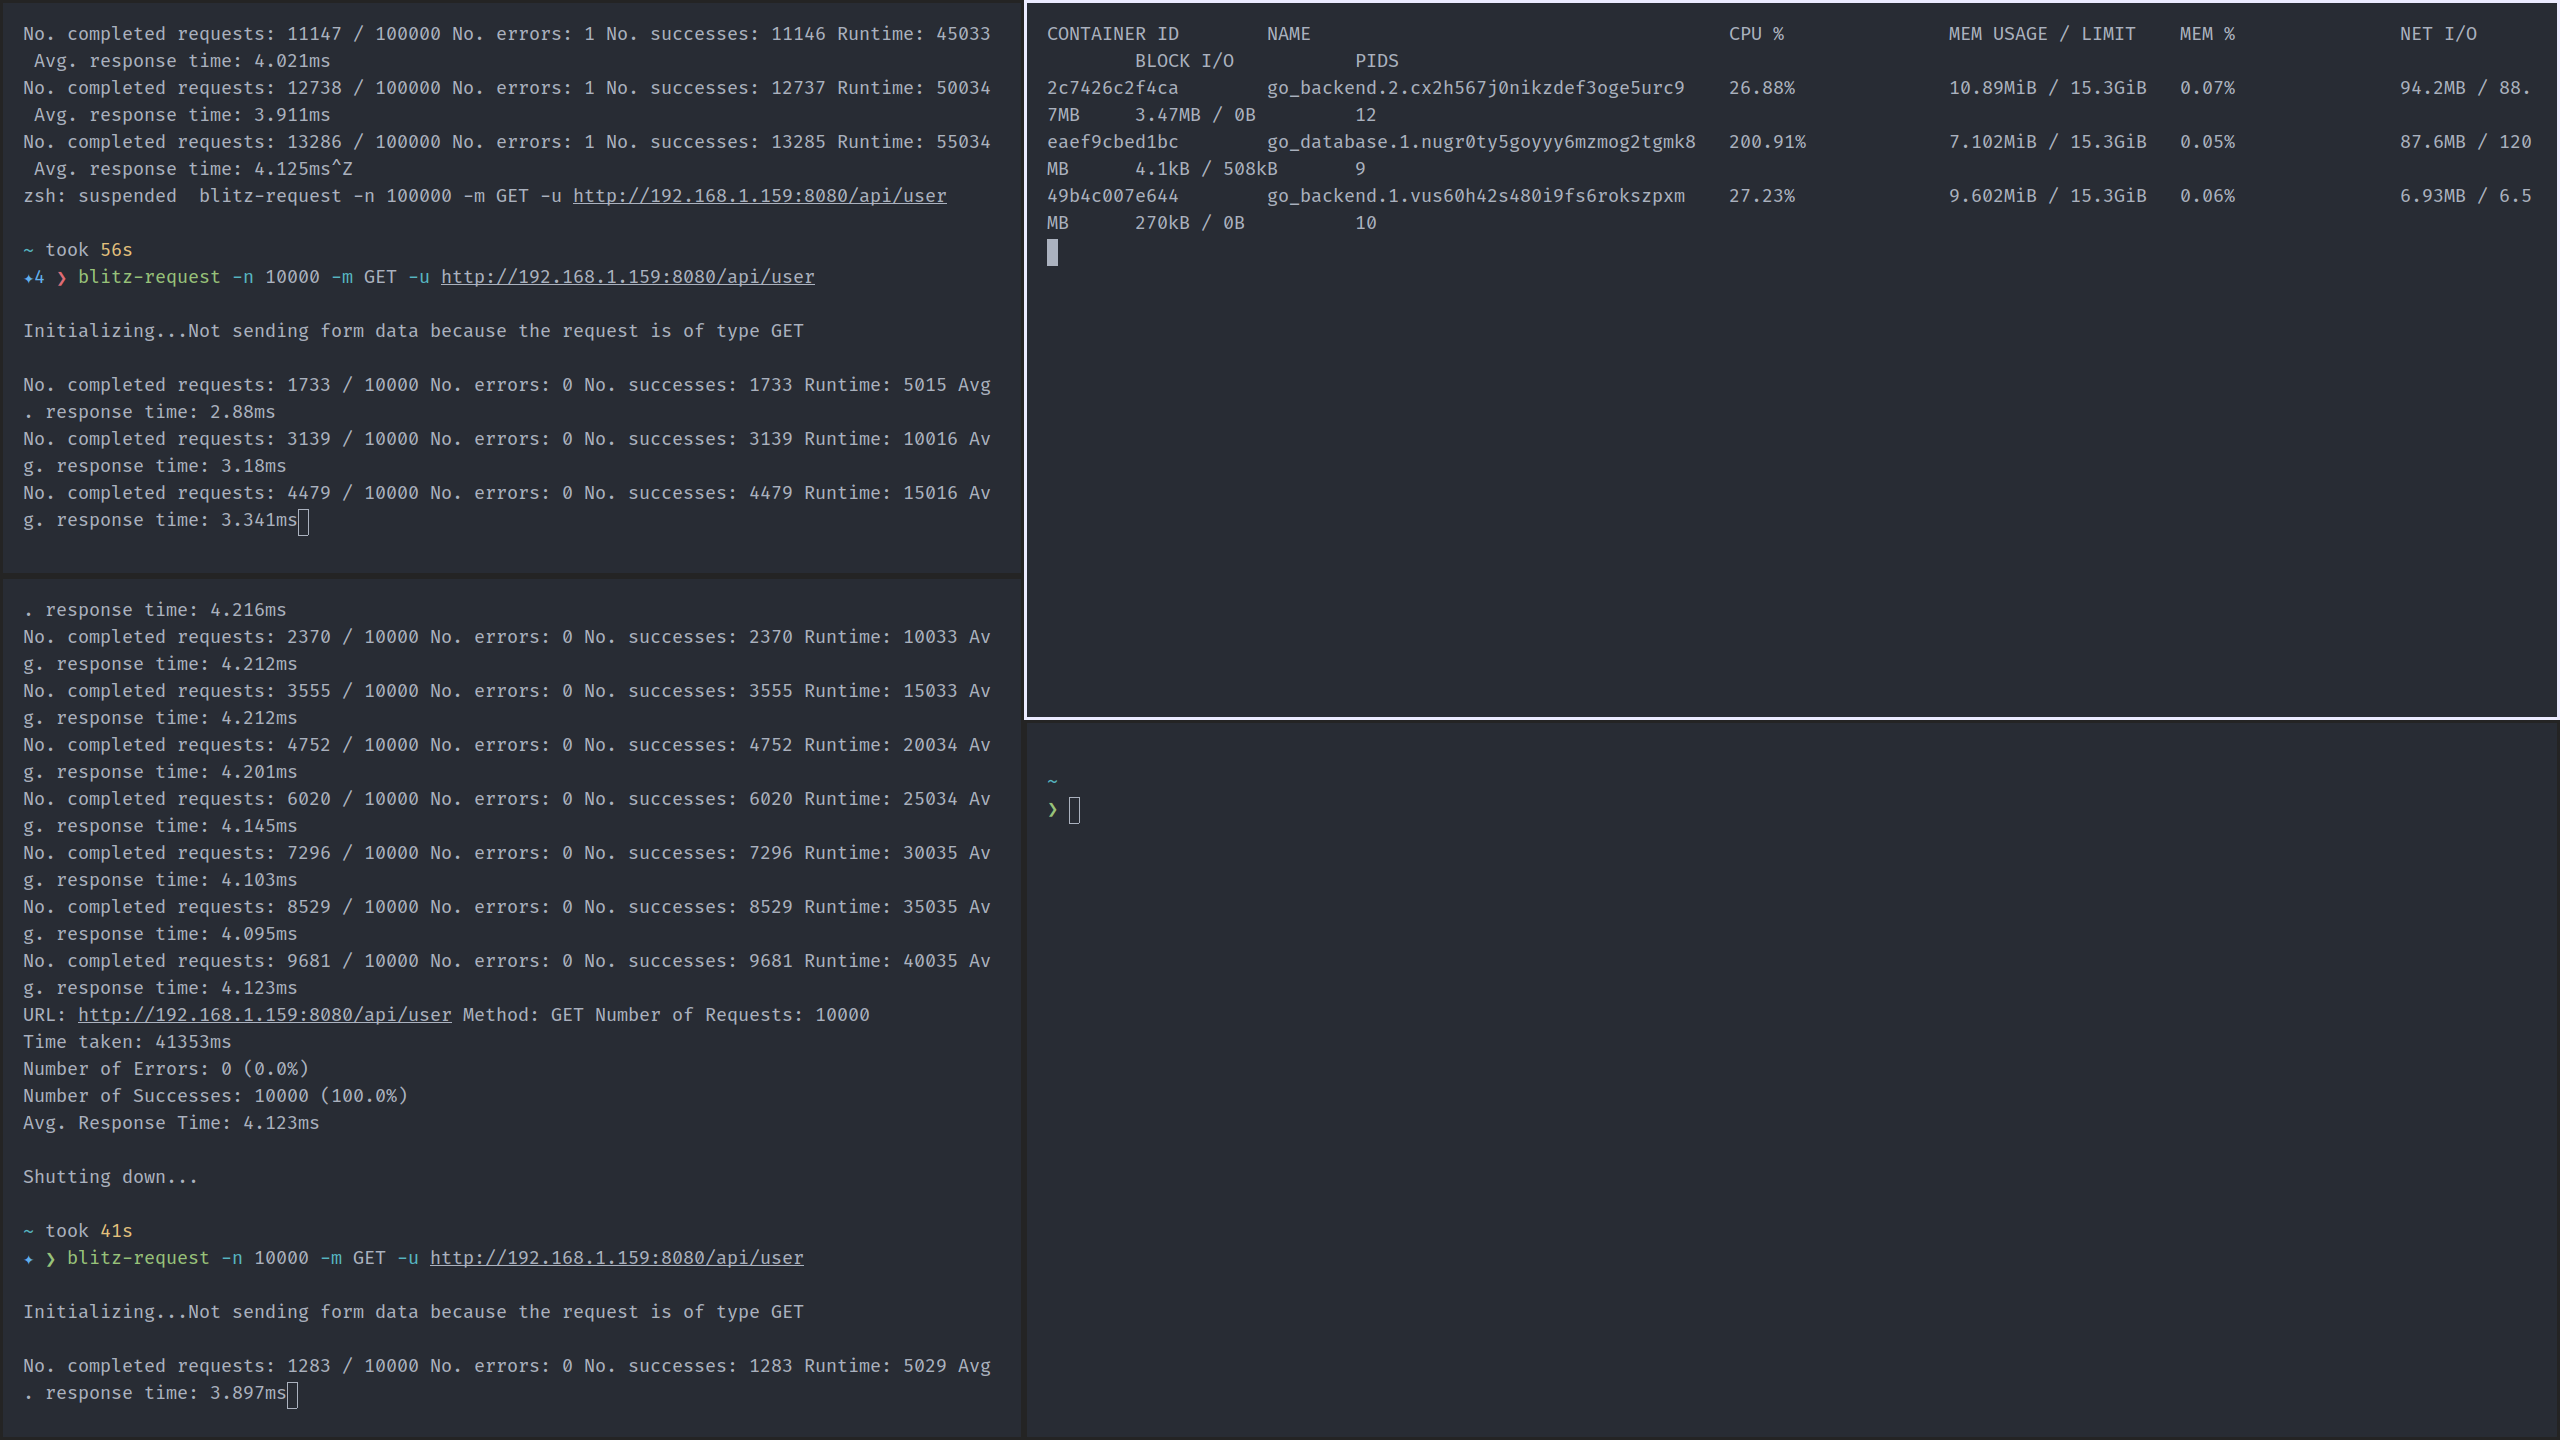 No. completed requests: 11147 / 100000 No. errors: 1 No. successes: 11146 Runtime: 45033
 Avg. response time: 4.021ms
No. completed requests: 12738 / 100000 No. errors: 1 No. successes: 12737 Runtime: 50034
 Avg. response time: 3.911ms
No. completed requests: 13286 / 100000 No. errors: 1 No. successes: 13285 Runtime: 55034
 Avg. response time: 4.125ms^Z
zsh: suspended  blitz-request -n 100000 -m GET -u http://192.168.1.159:8080/api/user
~ took 56s
✦4 ❯ blitz-request -n 10000 -m GET -u http://192.168.1.159:8080/api/user
Initializing...Not sending form data because the request is of type GET
No. completed requests: 1733 / 10000 No. errors: 0 No. successes: 1733 Runtime: 5015 Avg
. response time: 2.88ms
No. completed requests: 3139 / 10000 No. errors: 0 No. successes: 3139 Runtime: 10016 Av
g. response time: 3.18ms
No. completed requests: 4479 / 10000 No. errors: 0 No. successes: 4479 Runtime: 15016 Av
g. response time: 3.341ms
. response time: 4.216ms
No. completed requests: 2370 / 10000 No. errors: 0 No. successes: 2370 Runtime: 10033 Av
g. response time: 4.212ms
No. completed requests: 3555 / 10000 No. errors: 0 No. successes: 3555 Runtime: 15033 Av
g. response time: 4.212ms
No. completed requests: 4752 / 10000 No. errors: 0 No. successes: 4752 Runtime: 20034 Av
g. response time: 4.201ms
No. completed requests: 6020 / 10000 No. errors: 0 No. successes: 6020 Runtime: 25034 Av
g. response time: 4.145ms
No. completed requests: 7296 / 10000 No. errors: 0 No. successes: 7296 Runtime: 30035 Av
g. response time: 4.103ms
No. completed requests: 8529 / 10000 No. errors: 0 No. successes: 8529 Runtime: 35035 Av
g. response time: 4.095ms
No. completed requests: 9681 / 10000 No. errors: 0 No. successes: 9681 Runtime: 40035 Av
g. response time: 4.123ms
URL: http://192.168.1.159:8080/api/user Method: GET Number of Requests: 10000
Time taken: 41353ms
Number of Errors: 0 (0.0%)
Number of Successes: 10000 (100.0%)
Avg. Response Time: 4.123ms
Shutting down...
~ took 41s
✦ ❯ blitz-request -n 10000 -m GET -u http://192.168.1.159:8080/api/user
Initializing...Not sending form data because the request is of type GET
No. completed requests: 1283 / 10000 No. errors: 0 No. successes: 1283 Runtime: 5029 Avg
. response time: 3.897ms
CONTAINER ID        NAME                                      CPU %               MEM USAGE / LIMIT    MEM %               NET I/O
        BLOCK I/O           PIDS
2c7426c2f4ca        go_backend.2.cx2h567j0nikzdef3oge5urc9    26.88%              10.89MiB / 15.3GiB   0.07%               94.2MB / 88.
7MB     3.47MB / 0B         12
eaef9cbed1bc        go_database.1.nugr0ty5goyyy6mzmog2tgmk8   200.91%             7.102MiB / 15.3GiB   0.05%               87.6MB / 120
MB      4.1kB / 508kB       9
49b4c007e644        go_backend.1.vus60h42s480i9fs6rokszpxm    27.23%              9.602MiB / 15.3GiB   0.06%               6.93MB / 6.5
MB      270kB / 0B          10
~
❯